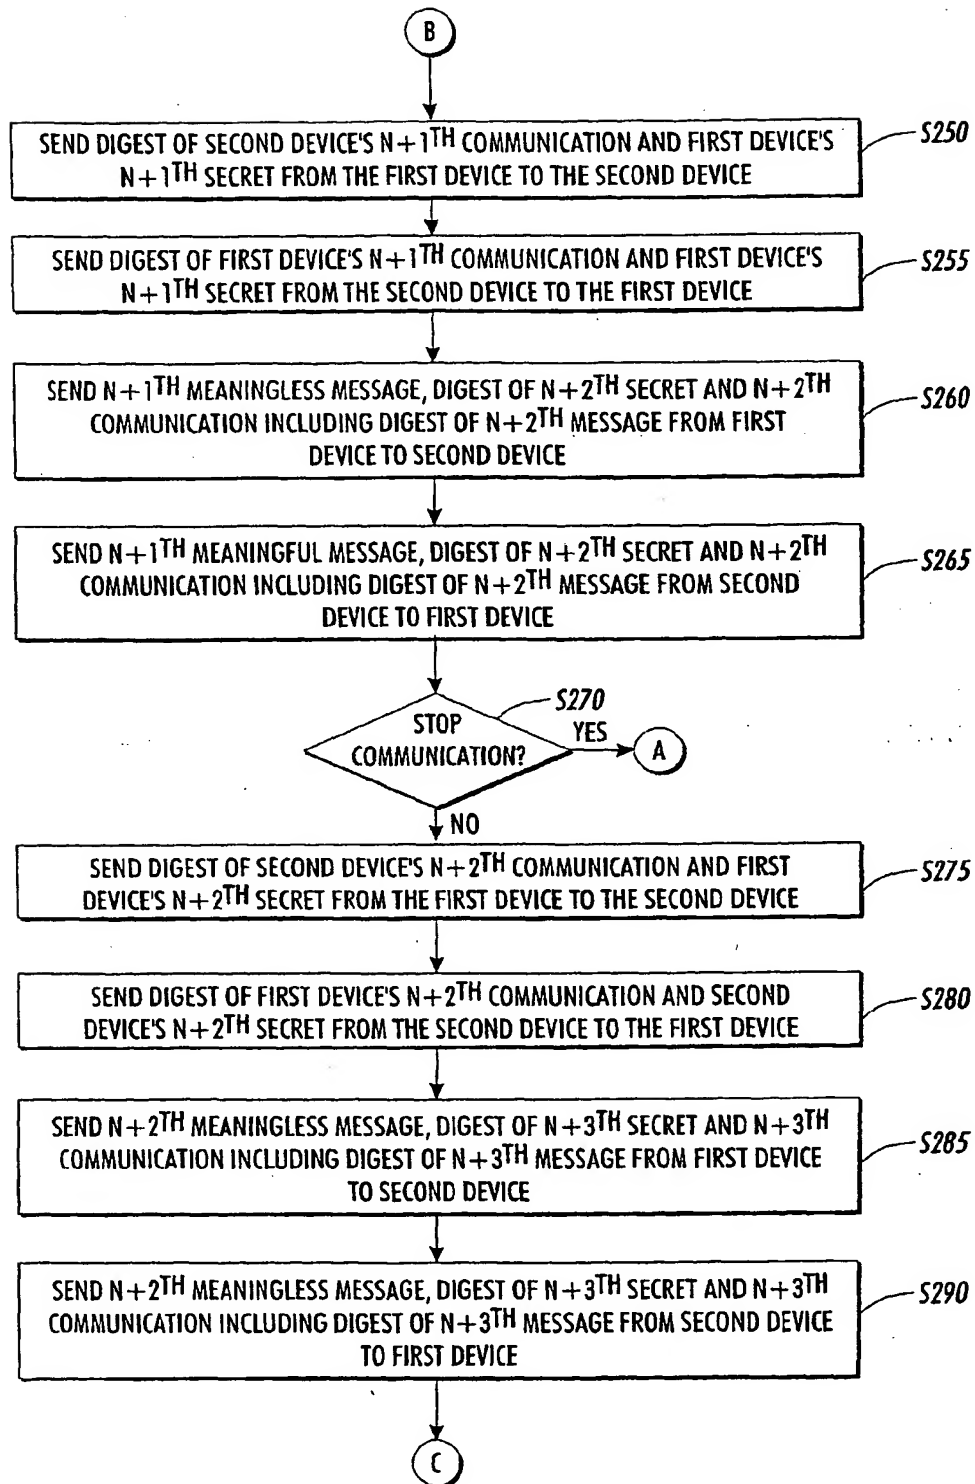 B
SEND DIGEST OF SECOND DEVICE'S N+1TH COMMUNICATION AND FIRST DEVICE'S
N+1TH SECRET FROM THE FIRST DEVICE TO THE SECOND DEVICE
S250
SEND DIGEST OF FIRST DEVICE'S N+1TH COMMUNICATION AND FIRST DEVICE'S
N+1TH SECRET FROM THE SECOND DEVICE TO THE FIRST DEVICE
S255
SEND N+1TH MEANINGLESS MESSAGE, DIGEST OF N+2TH SECRET AND N+2TH
COMMUNICATION INCLUDING DIGEST OF N+2TH MESSAGE FROM FIRST
DEVICE TO SECOND DEVICE
S260
SEND N+1TH MEANINGFUL MESSAGE, DIGEST OF N+2TH SECRET AND N+2TH
COMMUNICATION INCLUDING DIGEST OF N+2TH MESSAGE FROM SECOND
DEVICE TO FIRST DEVICE
S265
S270
STOP
COMMUNICATION?
YES
A
NO
SEND DIGEST OF SECOND DEVICE'S N+2TH COMMUNICATION AND FIRST
DEVICE'S N+2TH SECRET FROM THE FIRST DEVICE TO THE SECOND DEVICE
S275
SEND DIGEST OF FIRST DEVICE'S N+2TH COMMUNICATION AND SECOND
DEVICE'S N+2TH SECRET FROM THE SECOND DEVICE TO THE FIRST DEVICE
S280
SEND N+2TH MEANINGLESS MESSAGE, DIGEST OF N+3TH SECRET AND N+3TH
COMMUNICATION INCLUDING DIGEST OF N+3TH MESSAGE FROM FIRST DEVICE
TO SECOND DEVICE
S285
SEND N+2TH MEANINGLESS MESSAGE, DIGEST OF N+3TH SECRET AND N+3TH
COMMUNICATION INCLUDING DIGEST OF N+3TH MESSAGE FROM SECOND DEVICE
TO FIRST DEVICE
S290
C